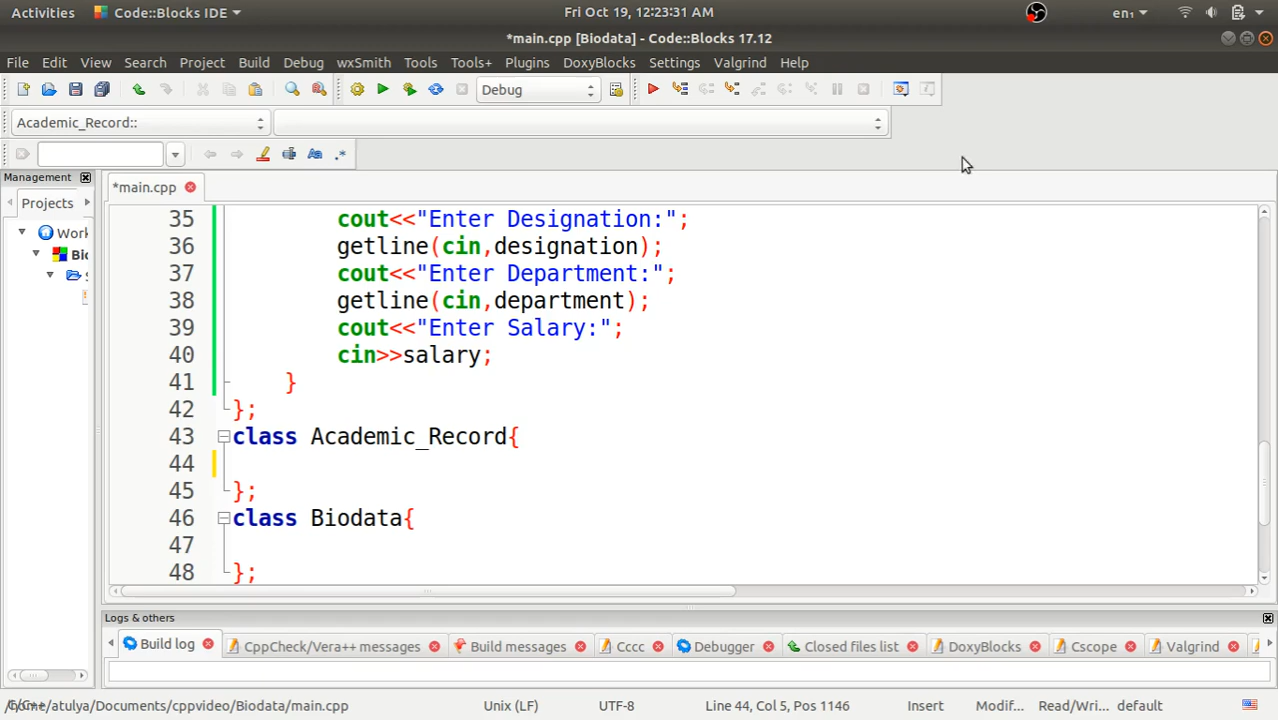 Activities Code::Blocks IDE Fri Oct 19, 12:23:31 AM en₁
*main.cpp [Biodata] - Code::Blocks 17.12
File Edit View Search Project Build Debug wxSmith Tools Tools+ Plugins DoxyBlocks Settings Valgrind Help
Debug
Academic_Record::
Management
*main.cpp
Projects
Work
Bio
35 cout<<"Enter Designation:";
36 getline(cin,designation);
37 cout<<"Enter Department:";
38 getline(cin,department);
39 cout<<"Enter Salary:";
40 cin>>salary;
41 }
42 };
43 class Academic_Record{
44
45 };
46 class Biodata{
47
48 };
Logs & others
Build log CppCheck/Vera++ messages Build messages Cccc Debugger Closed files list DoxyBlocks Cscope Valgrind
/home/atulya/Documents/cppvideo/Biodata/main.cpp Unix (LF) UTF-8 Line 44, Col 5, Pos 1146 Insert Modif... Read/Wri... default